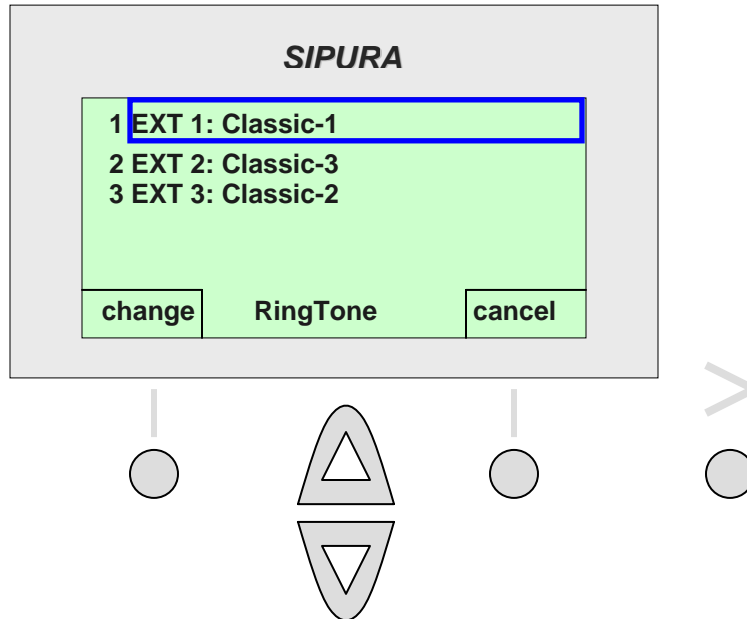 SIPURA
1 EXT 1: Classic-1
2 EXT 2: Classic-3
3 EXT 3: Classic-2
change RingTone cancel
>